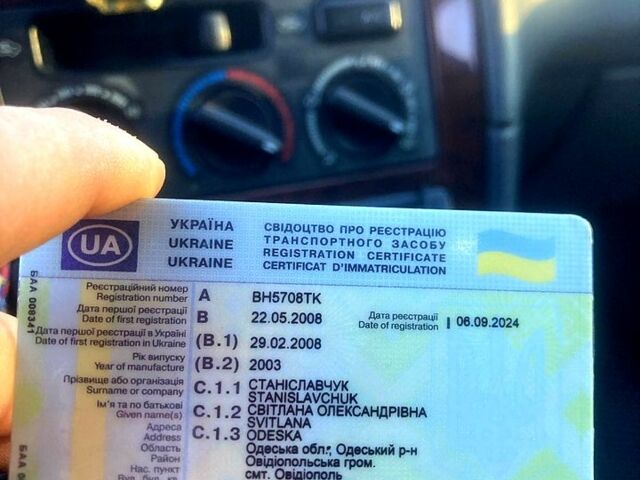 УКРАЇНА
UKRAINE
UKRAINE
СВІДОЦТВО ПРО РЕЄСТРАЦІЮ
ТРАНСПОРТНОГО ЗАСОБУ
REGISTRATION CERTIFICATE
CERTIFICAT D'IMMATRICULATION
UA
Реєстраційний номер
Registration number A BH5708TK
Дата першої реєстрації
Date of first registration B 22.05.2008
Дата реєстрації
Date of registration I 06.09.2024
Дата першої реєстрації в Україні
Date of first registration in Ukraine (B.1) 29.02.2008
Рік випуску
Year of manufacture (B.2) 2003
Прізвище або організація
Surname or company C.1.1 СТАНІСЛАВЧУК
STANISLAVCHUK
Ім'я та по батькові
Given name(s) C.1.2 СВІТЛАНА ОЛЕКСАНДРІВНА
SVITLANA
Адреса
Address C.1.3 ODESKA
Область Одеська обл., Одеський р-н
Район Овідіопольська гром.
Нас. пункт смт. Овідіополь